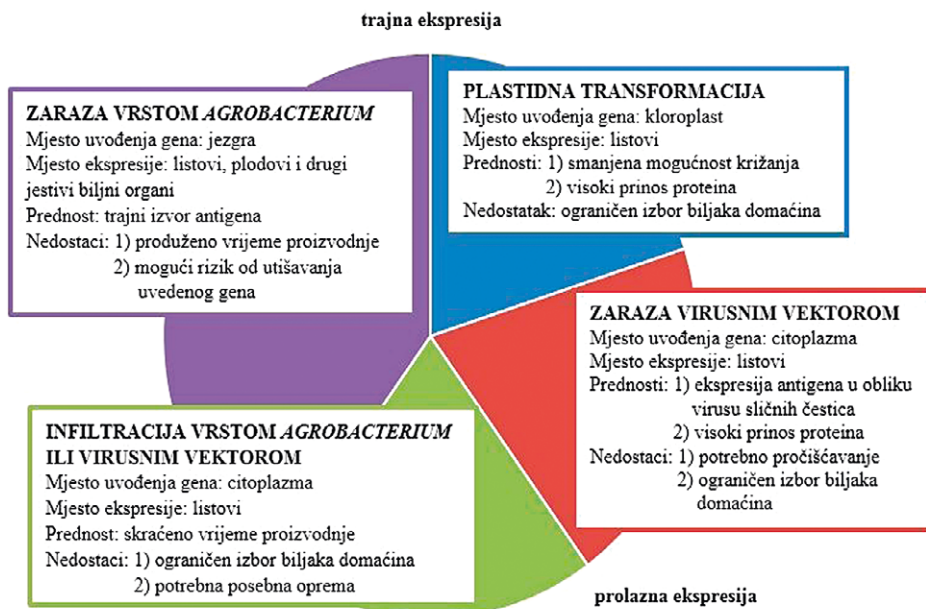 trajna ekspresija
ZARAZA VRSTOM AGROBACTERIUM
Mjesto uvođenja gena: jezgra
Mjesto ekspresije: listovi, plodovi i drugi
jestivi biljni organi
Prednost: trajni izvor antigena
Nedostaci: 1) produženo vrijeme proizvodnje
2) mogući rizik od utišavanja
uvedenog gena
PLASTIDNA TRANSFORMACIJA
Mjesto uvođenja gena: kloroplast
Mjesto ekspresije: listovi
Prednosti: 1) smanjena mogućnost križanja
2) visoki prinos proteina
Nedostatak: ograničen izbor biljaka domaćina
ZARAZA VIRUSNIM VEKTOROM
Mjesto uvođenja gena: citoplazma
Mjesto ekspresije: listovi
Prednosti: 1) ekspresija antigena u obliku
virusu sličnih čestica
2) visoki prinos proteina
Nedostaci: 1) potrebno pročišćavanje
2) ograničen izbor biljaka
domaćina
INFILTRACIJA VRSTOM AGROBACTERIUM
ILI VIRUSNIM VEKTOROM
Mjesto uvođenja gena: citoplazma
Mjesto ekspresije: listovi
Prednost: skraćeno vrijeme proizvodnje
Nedostaci: 1) ograničen izbor biljaka domaćina
2) potrebna posebna oprema
prolazna ekspresija